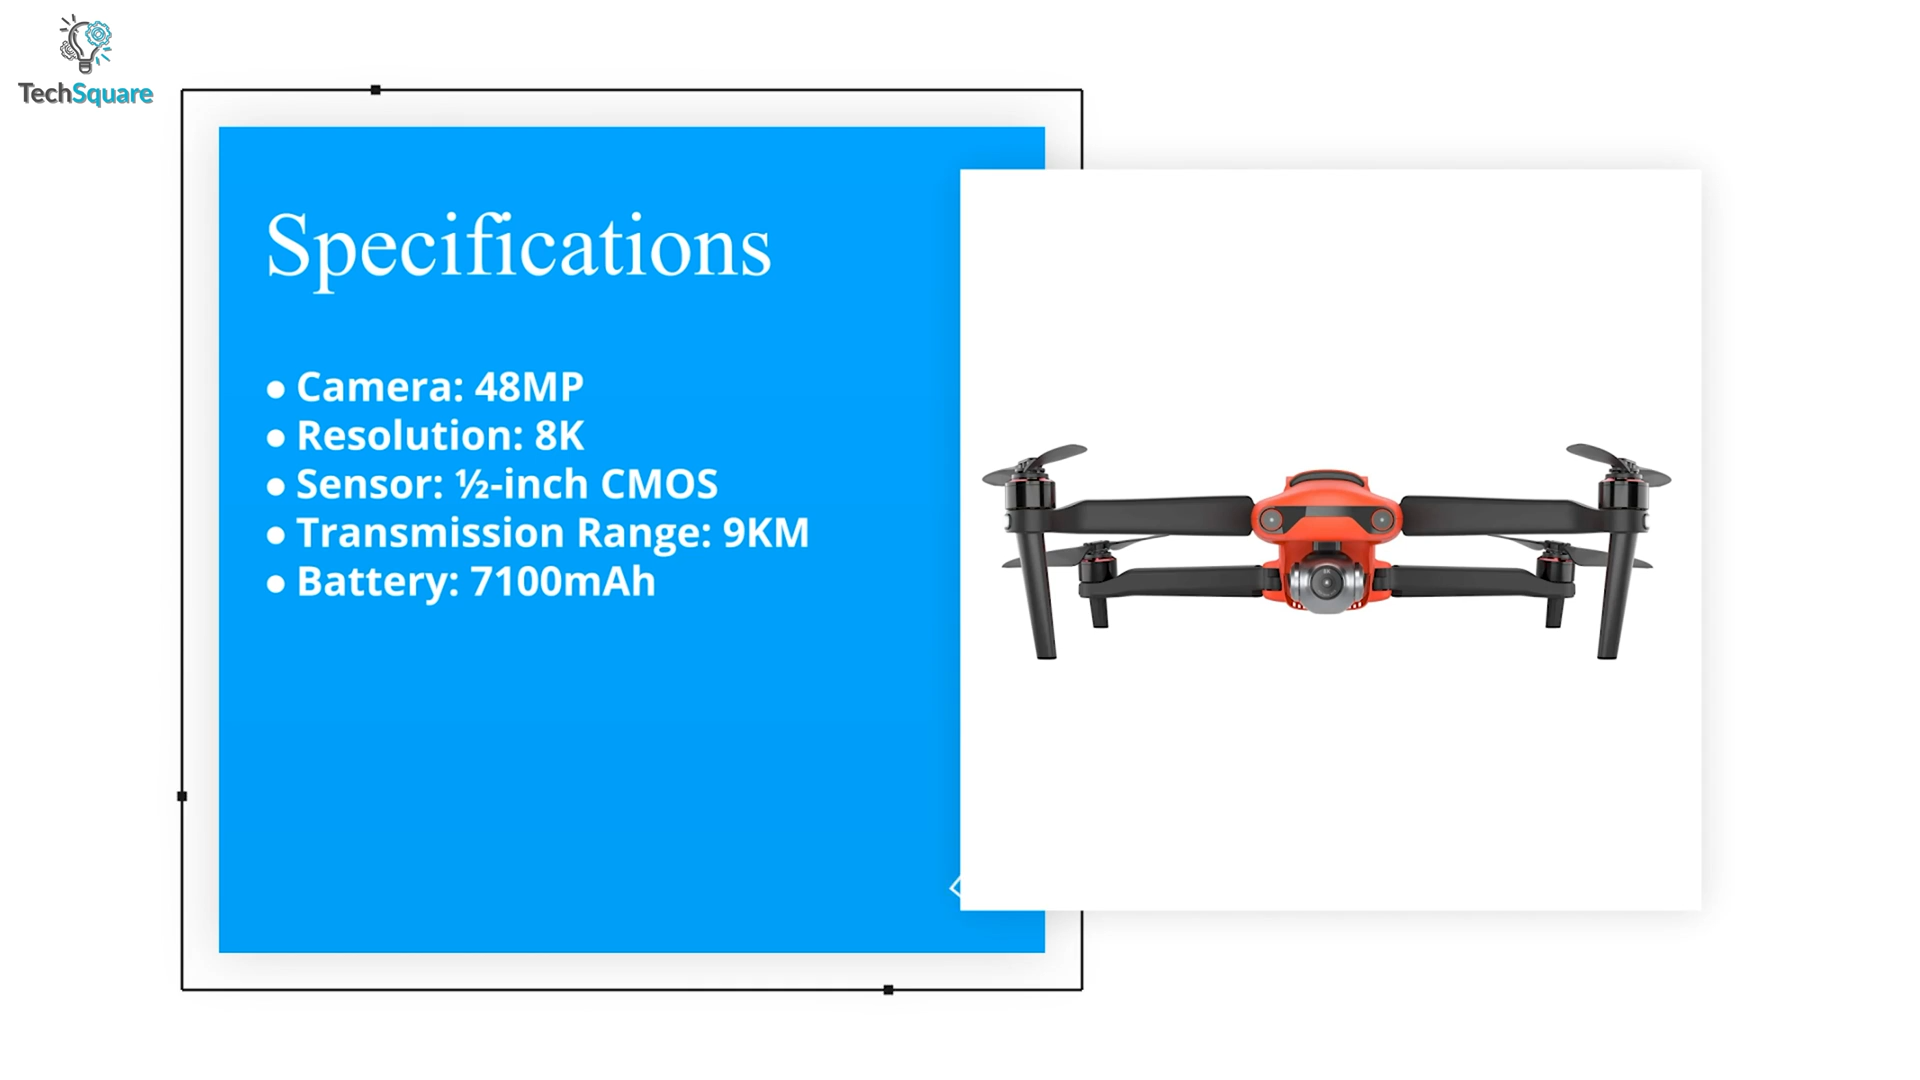 TechSquare
Specifications
● Camera: 48MP
● Resolution: 8K
● Sensor: ½-inch CMOS
● Transmission Range: 9KM
● Battery: 7100mAh